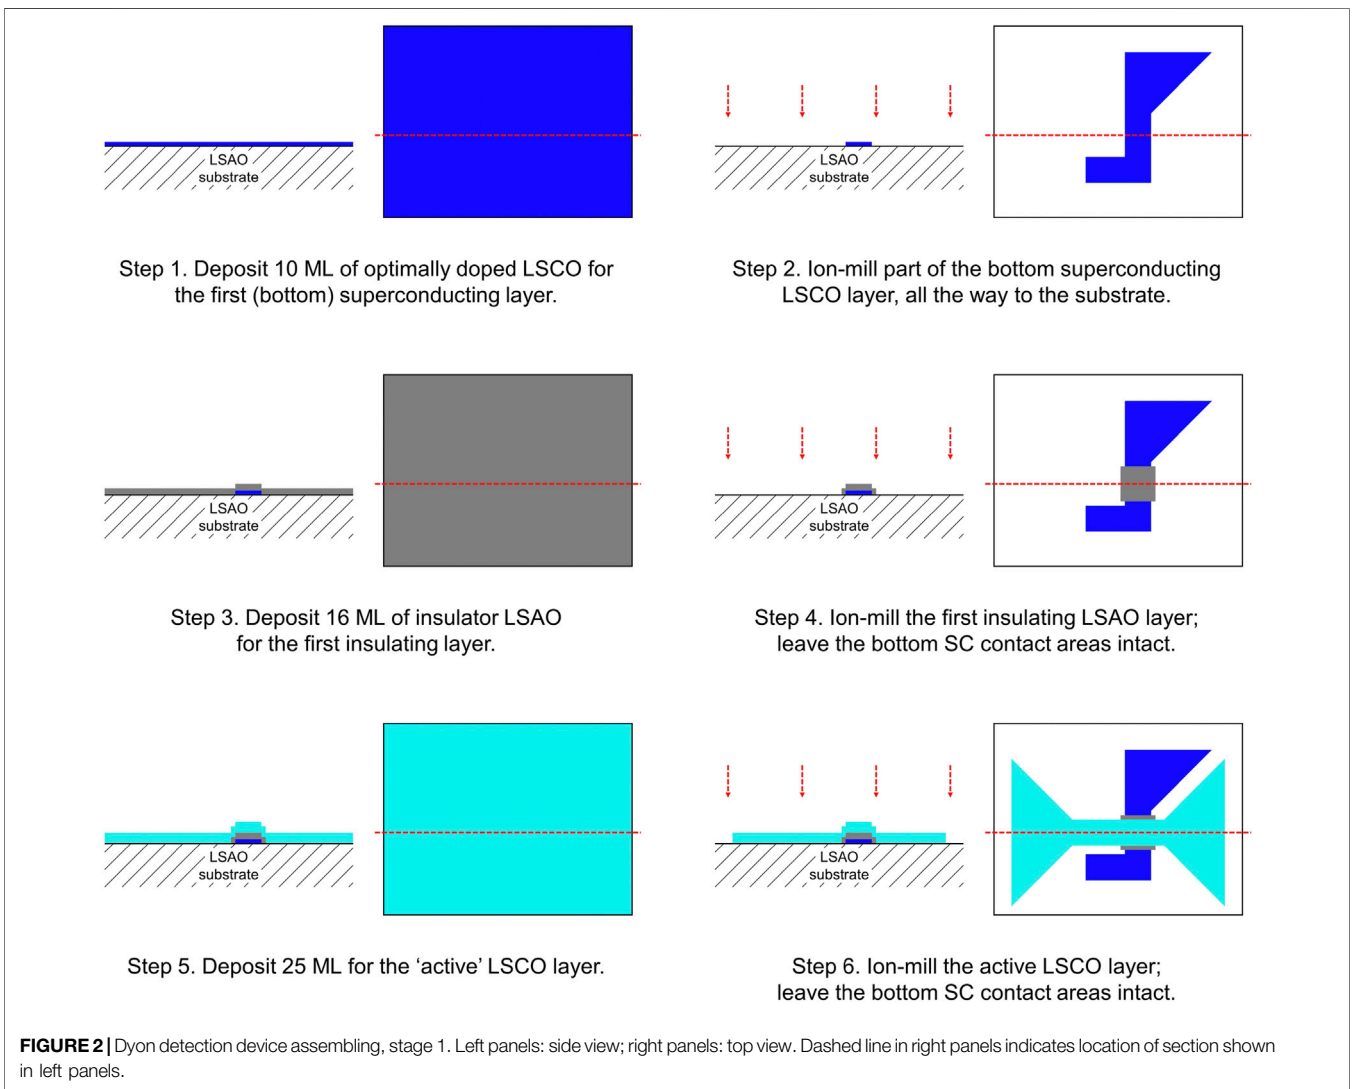 LSAO
substrate
LSAO
substrate
Step 1. Deposit 10 ML of optimally doped LSCO for
the first (bottom) superconducting layer.
Step 2. Ion-mill part of the bottom superconducting
LSCO layer, all the way to the substrate.
LSAO
substrate
LSAO
substrate
Step 3. Deposit 16 ML of insulator LSAO
for the first insulating layer.
Step 4. Ion-mill the first insulating LSAO layer;
leave the bottom SC contact areas intact.
LSAO
substrate
LSAO
substrate
Step 5. Deposit 25 ML for the ‘active’ LSCO layer.
Step 6. Ion-mill the active LSCO layer;
leave the bottom SC contact areas intact.
FIGURE 2 | Dyon detection device assembling, stage 1. Left panels: side view; right panels: top view. Dashed line in right panels indicates location of section shown
in left panels.